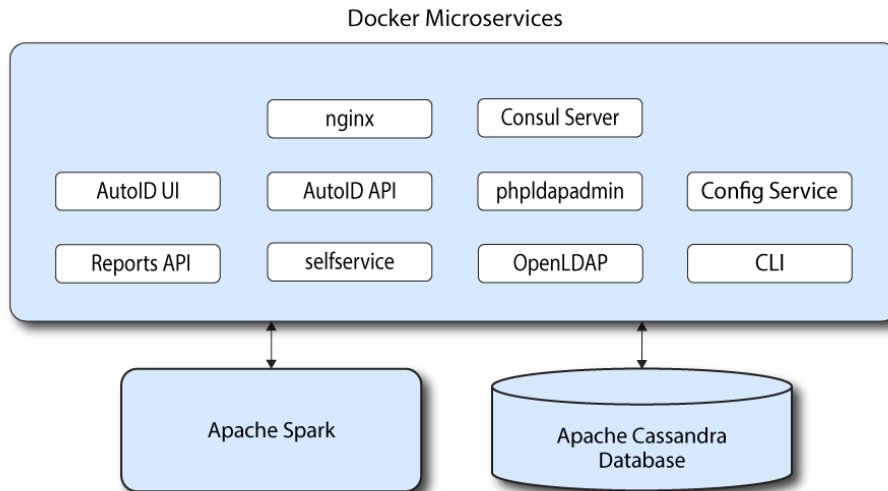 Docker Microservices
nginx
Consul Server
AutoID UI
AutoID API
phpldapadmin
Config Service
Reports API
selfservice
OpenLDAP
CLI
Apache Spark
Apache Cassandra
Database